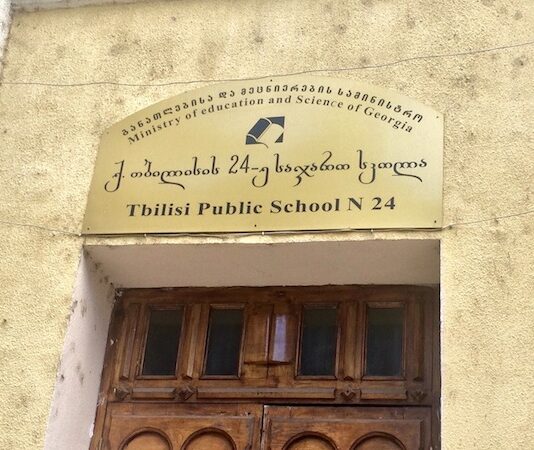 განათლებისა და მეცნიერების სამინისტრო
Ministry of education and Science of Georgia
ქ. თბილისის 24-ე საჯარო სკოლა
Tbilisi Public School N 24